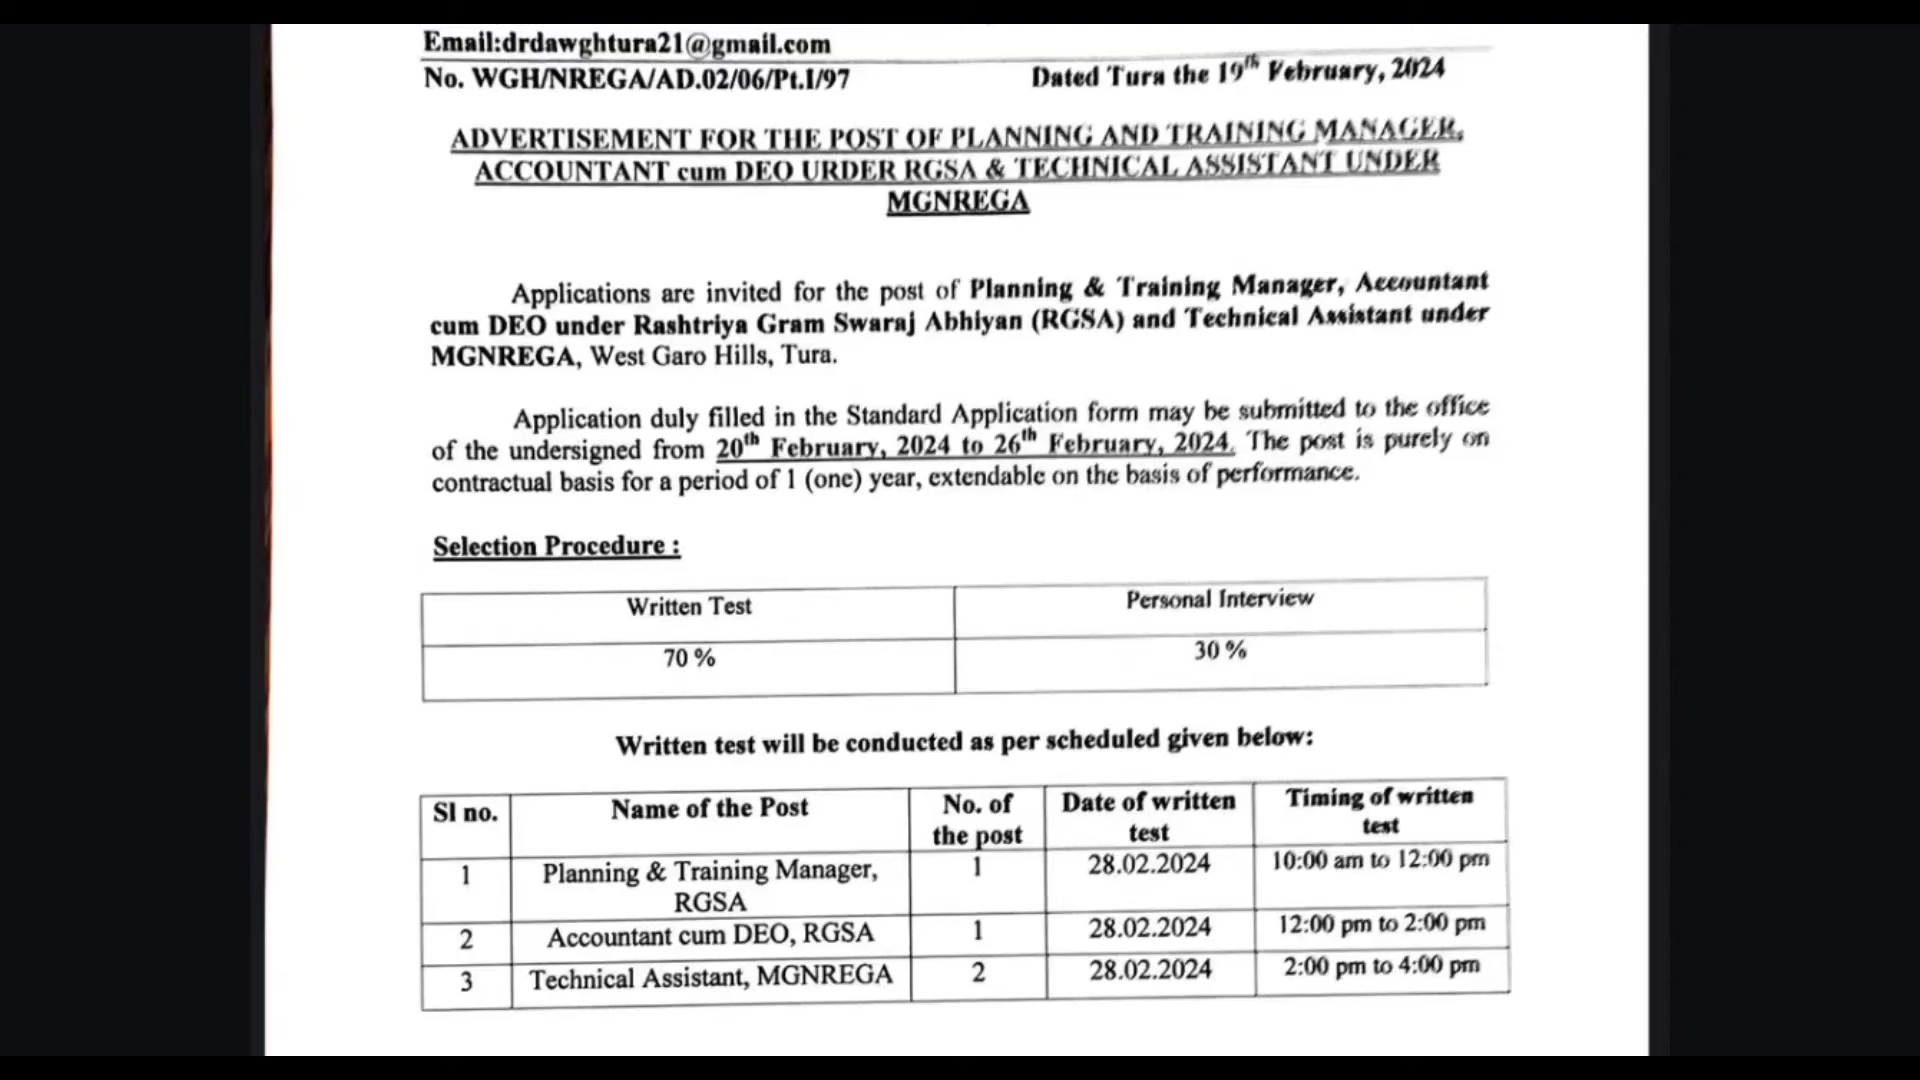 Email:drdawghtura21@gmail.com
No. WGH/NREGA/AD.02/06/Pt.I/97 Dated Tura the 19th February, 2024
ADVERTISEMENT FOR THE POST OF PLANNING AND TRAINING MANAGER,
ACCOUNTANT cum DEO URDER RGSA & TECHNICAL ASSISTANT UNDER
MGNREGA
Applications are invited for the post of Planning & Training Manager, Accountant
cum DEO under Rashtriya Gram Swaraj Abhiyan (RGSA) and Technical Assistant under
MGNREGA, West Garo Hills, Tura.
Application duly filled in the Standard Application form may be submitted to the office
of the undersigned from 20th February, 2024 to 26th February, 2024. The post is purely on
contractual basis for a period of 1 (one) year, extendable on the basis of performance.
Selection Procedure :
Written Test Personal Interview
70 % 30 %
Written test will be conducted as per scheduled given below:
Sl no. Name of the Post No. of the post Date of written test Timing of written test
1 Planning & Training Manager, RGSA 1 28.02.2024 10:00 am to 12:00 pm
2 Accountant cum DEO, RGSA 1 28.02.2024 12:00 pm to 2:00 pm
3 Technical Assistant, MGNREGA 2 28.02.2024 2:00 pm to 4:00 pm